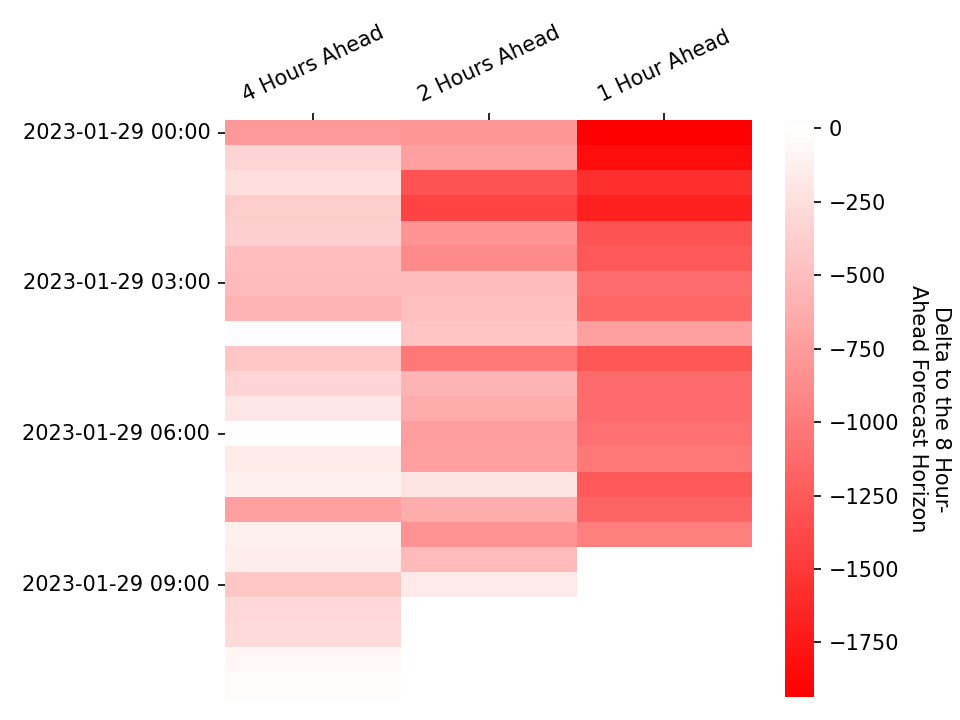 4 Hours Ahead
2 Hours Ahead
1 Hour Ahead
2023-01-29 00:00
2023-01-29 03:00
2023-01-29 06:00
2023-01-29 09:00
0
−250
−500
−750
−1000
−1250
−1500
−1750
Delta to the 8 Hour-
Ahead Forecast Horizon